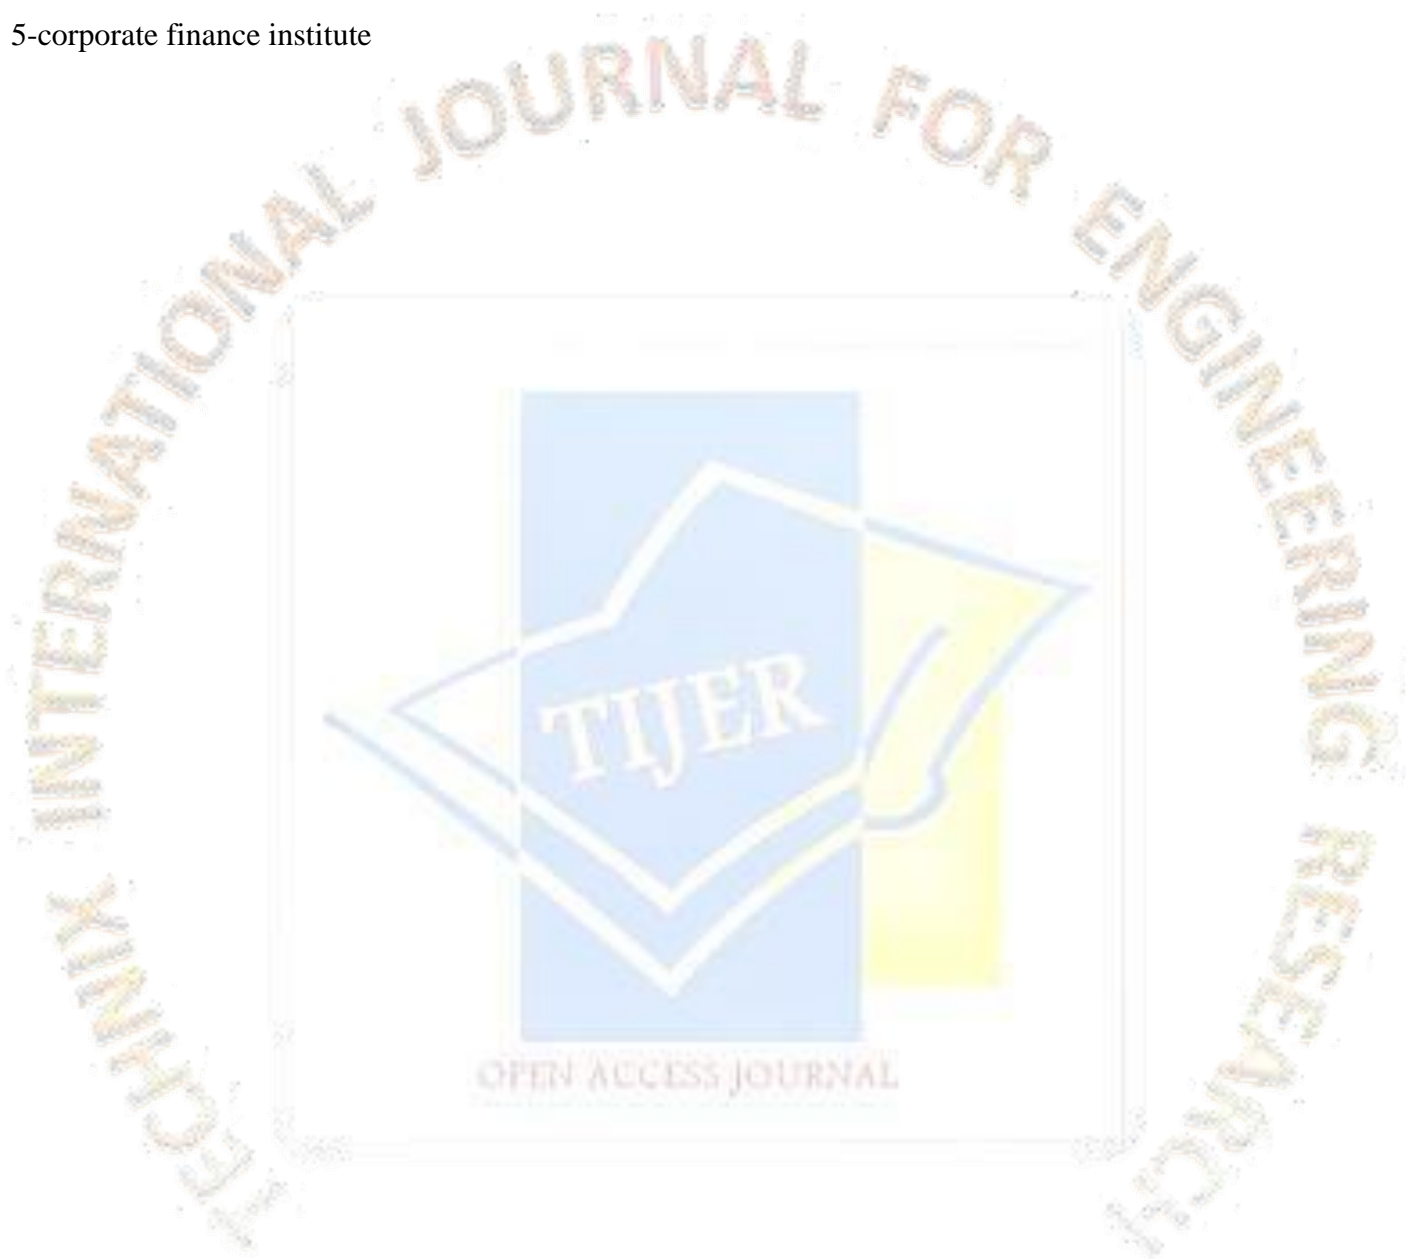 5-corporate finance institute
TECHNIX INTERNATIONAL JOURNAL FOR ENGINEERING RESEARCH
TIJER
OPEN ACCESS JOURNAL